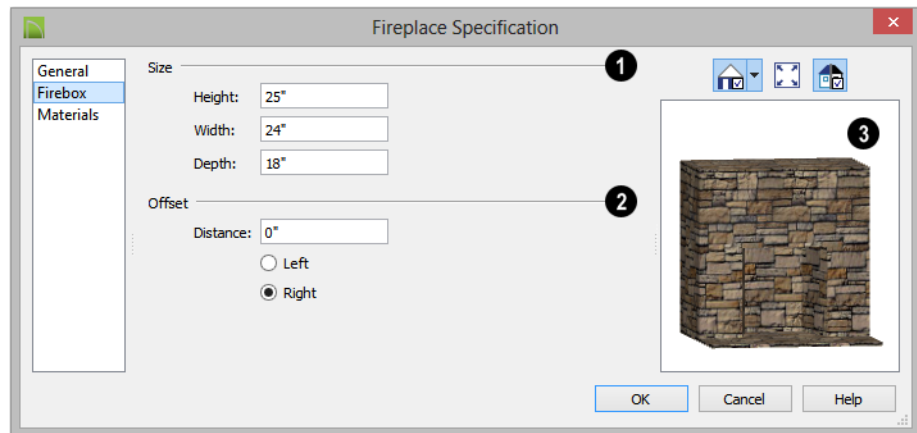 Fireplace Specification
General
Firebox
Materials
Size
1
Height: 25"
Width: 24"
Depth: 18"
Offset
2
Distance: 0"
Left
Right
3
OK Cancel Help